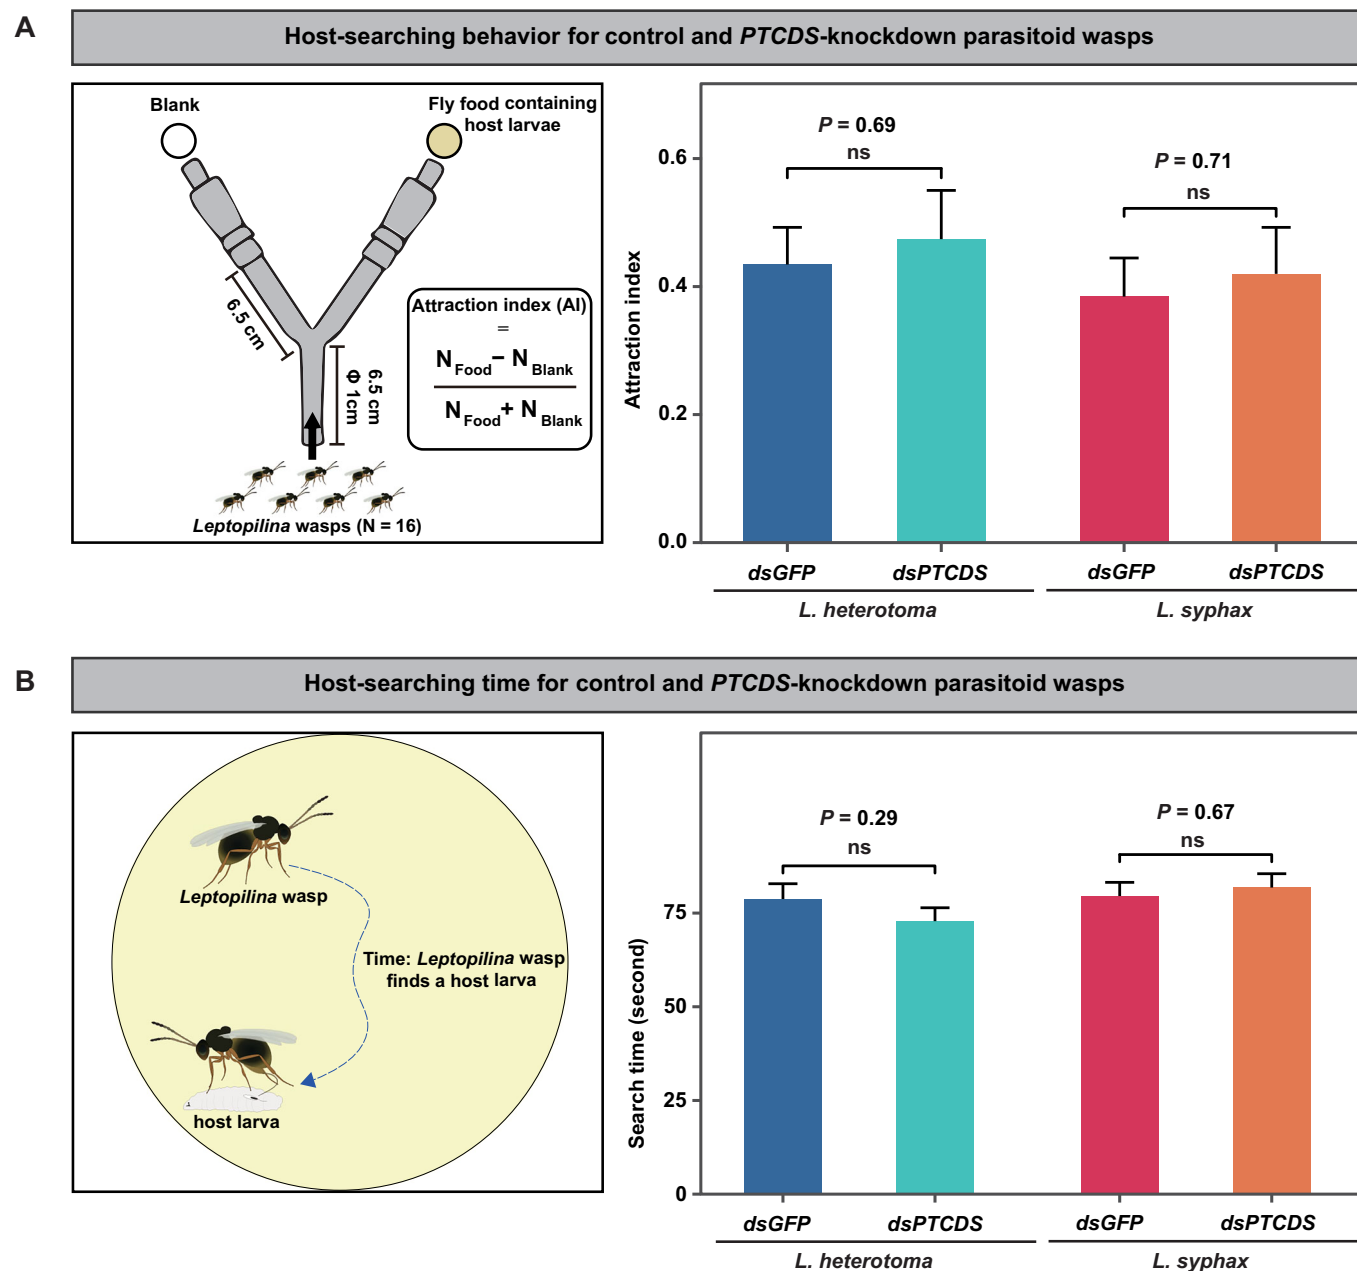 A
Host-searching behavior for control and PTCDS-knockdown parasitoid wasps
Blank
Fly food containing
host larvae
6.5 cm
6.5 cm
Φ 1cm
Attraction index (AI)
=
N Food − N Blank
N Food + N Blank
Leptopilina wasps (N = 16)
Attraction index
0.6
0.4
0.2
0.0
P = 0.69
ns
P = 0.71
ns
dsGFP dsPTCDS dsGFP dsPTCDS
L. heterotoma L. syphax
B
Host-searching time for control and PTCDS-knockdown parasitoid wasps
Leptopilina wasp
Time: Leptopilina wasp
finds a host larva
host larva
Search time (second)
75
50
25
0
P = 0.29
ns
P = 0.67
ns
dsGFP dsPTCDS dsGFP dsPTCDS
L. heterotoma L. syphax